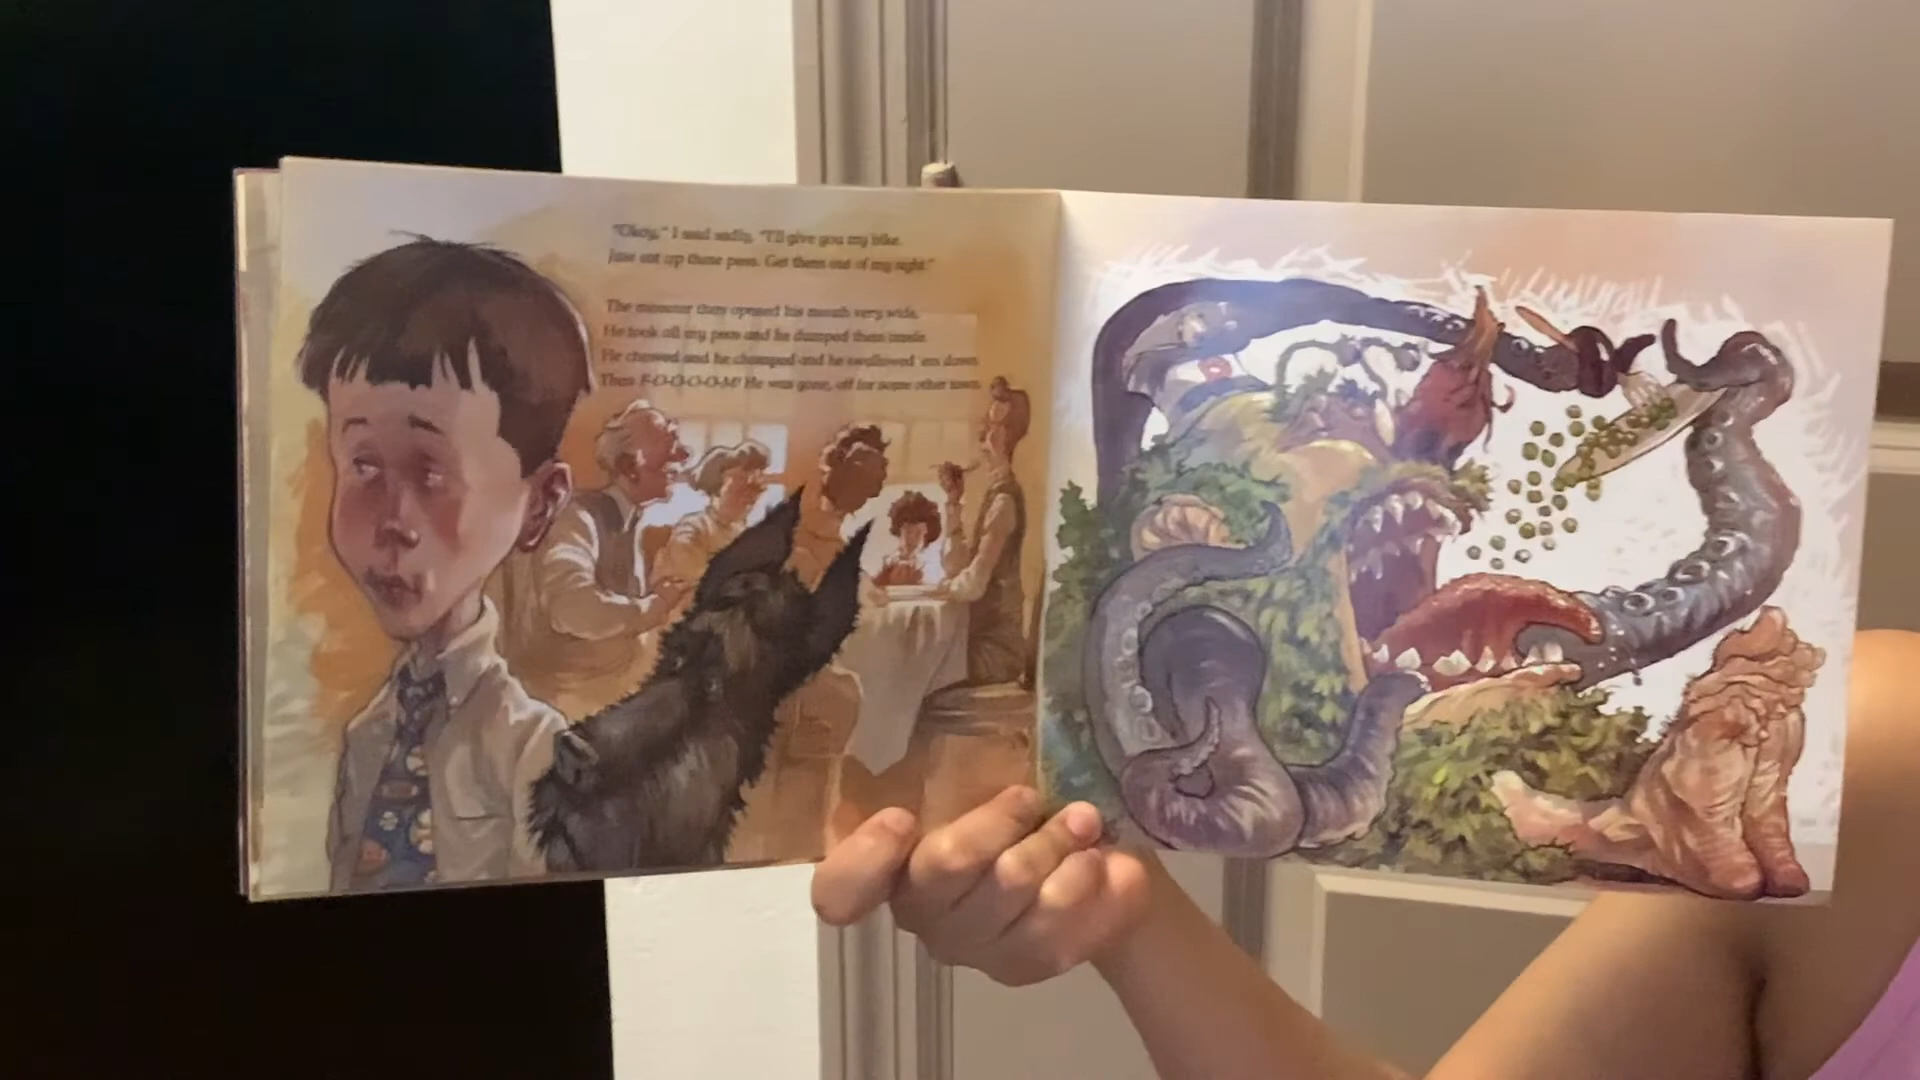 "Okay," I said sadly, "I'll give you my bike.
Just eat up these peas. Get them out of my sight."
The monster then opened his mouth very wide.
He took all my peas and he dumped them inside.
He chewed and he chomped and he swallowed 'em down.
Then F-O-O-O-O-M! He was gone, off for some other town.